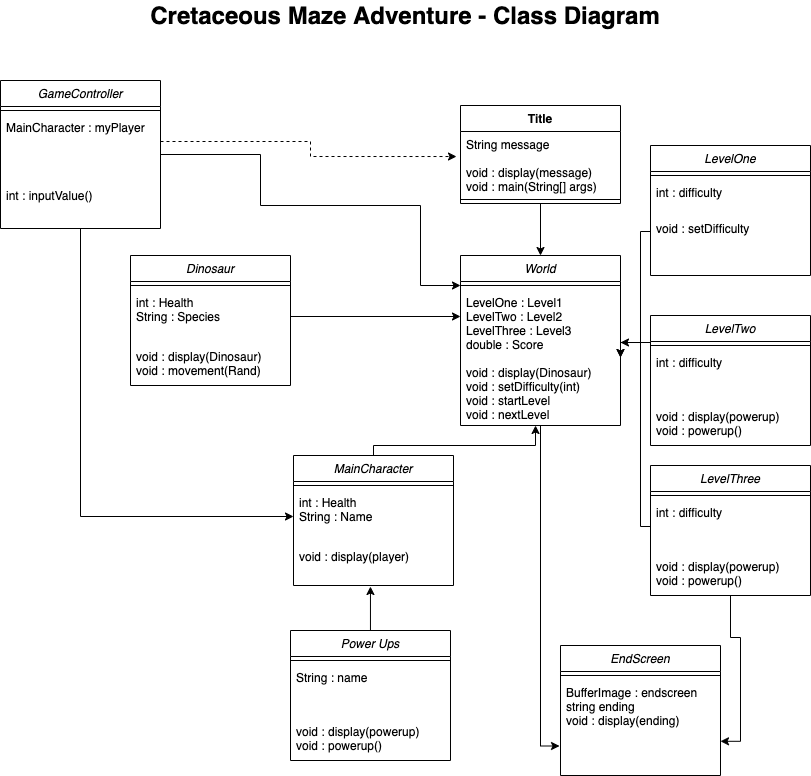 Cretaceous Maze Adventure - Class Diagram
GameController
MainCharacter : myPlayer
int : inputValue()
Title
String message
void : display(message)
void : main(String[] args)
LevelOne
int : difficulty
void : setDifficulty
Dinosaur
int : Health
String : Species
void : display(Dinosaur)
void : movement(Rand)
World
LevelOne : Level1
LevelTwo : Level2
LevelThree : Level3
double : Score
void : display(Dinosaur)
void : setDifficulty(int)
void : startLevel
void : nextLevel
LevelTwo
int : difficulty
void : display(powerup)
void : powerup()
MainCharacter
int : Health
String : Name
void : display(player)
LevelThree
int : difficulty
void : display(powerup)
void : powerup()
Power Ups
String : name
void : display(powerup)
void : powerup()
EndScreen
BufferImage : endscreen
string ending
void : display(ending)